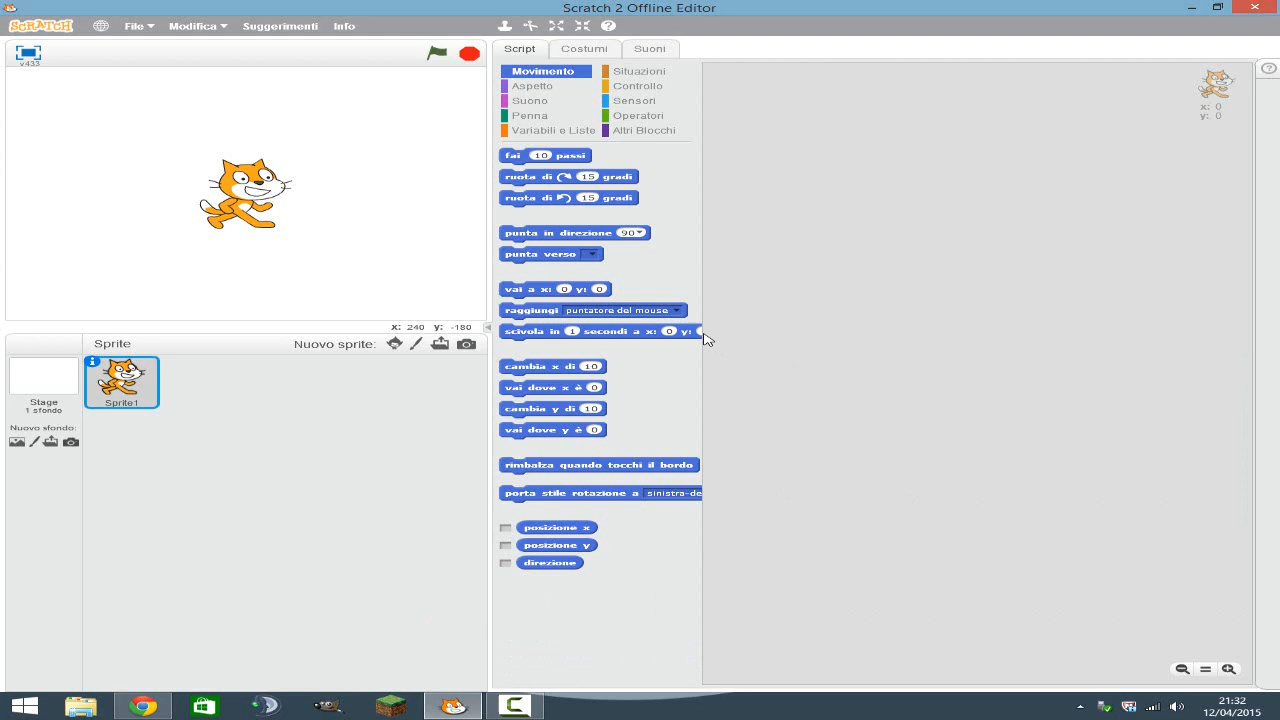 Scratch 2 Offline Editor
SCRATCH File Modifica Suggerimenti Info
v433
Script Costumi Suoni
Movimento Situazioni
Aspetto Controllo
Suono Sensori
Penna Operatori
Variabili e Liste Altri Blocchi
x: 0
y: 0
fai 10 passi
ruota di 15 gradi
ruota di 15 gradi
punta in direzione 90
punta verso
vai a x: 0 y: 0
raggiungi puntatore del mouse
scivola in 1 secondi a x: 0 y:
cambia x di 10
vai dove x è 0
cambia y di 10
vai dove y è 0
rimbalza quando tocchi il bordo
porta stile rotazione a sinistra-de
posizione x
posizione y
direzione
x: 240 y: -180
Sprite Nuovo sprite:
Stage
1 sfondo
Nuovo sfondo:
Sprite1
21:32
12/04/2015